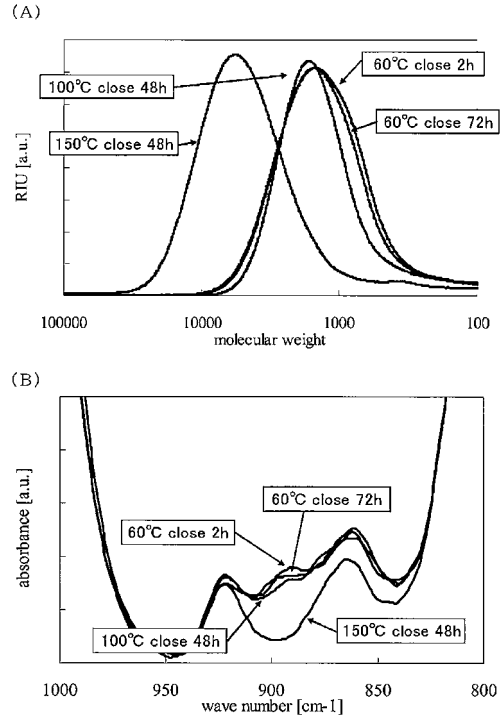 (A)
60℃ close 2h
100℃ close 48h
60℃ close 72h
150℃ close 48h
RIU [a.u.]
100000 10000 1000 100
molecular weight
(B)
60℃ close 72h
60℃ close 2h
absorbance [a.u.]
100℃ close 48h
150℃ close 48h
1000 950 900 850 800
wave number [cm-1]